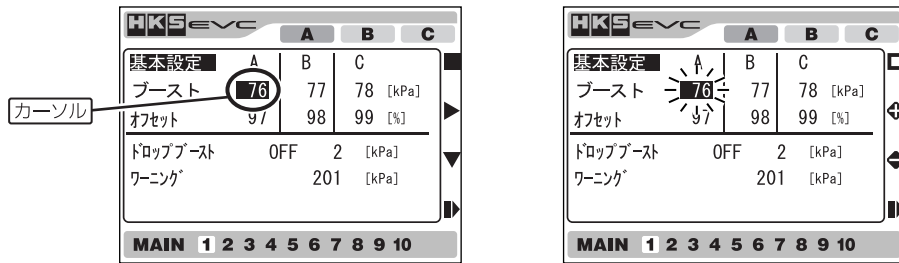 HKS EVC
A B C
基本設定 A B C
ブースト 76 77 78 [kPa]
オフセット 97 98 99 [%]
ドロップブースト OFF 2 [kPa]
ワーニング 201 [kPa]
MAIN 1 2 3 4 5 6 7 8 9 10
カーソル
HKS EVC
A B C
基本設定 A B C
ブースト 76 77 78 [kPa]
オフセット 97 98 99 [%]
ドロップブースト OFF 2 [kPa]
ワーニング 201 [kPa]
MAIN 1 2 3 4 5 6 7 8 9 10